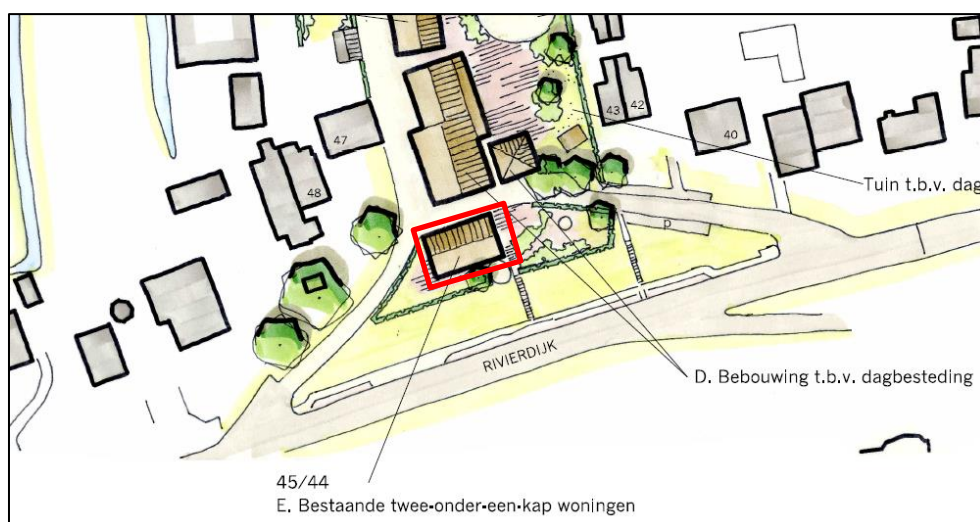 43
42
47
40
48
Tuin t.b.v. dag
P
RIVIERDIJK
D. Bebouwing t.b.v. dagbesteding
45/44
E. Bestaande twee-onder-een-kap woningen